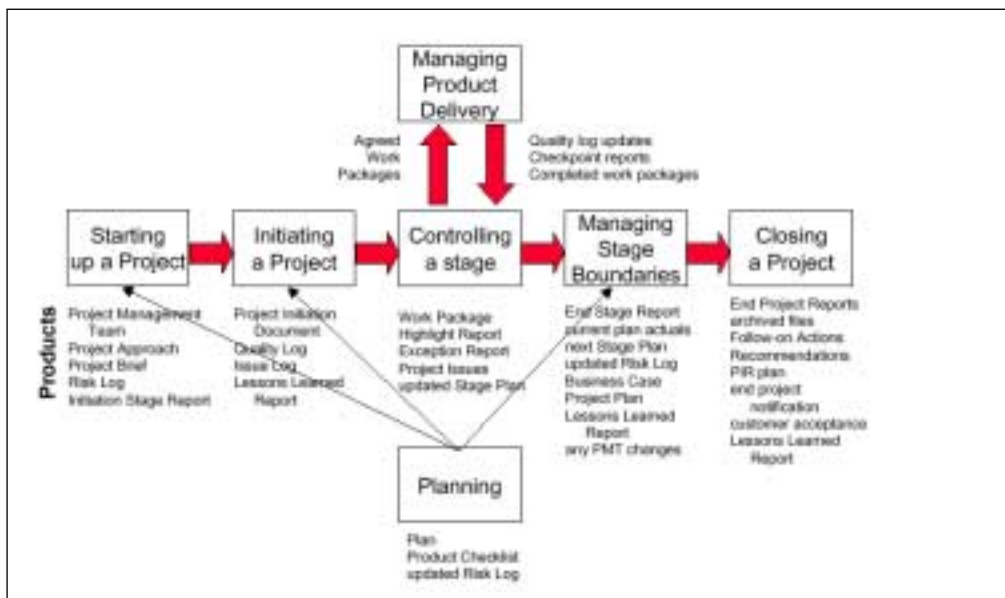 Managing
Product
Delivery
Agreed
Work
Packages
Quality log updates
Checkpoint reports
Completed work packages
Starting
up a Project
Initiating
a Project
Controlling
a stage
Managing
Stage
Boundaries
Closing
a Project
Products
Project Management
Team
Project Approach
Project Brief
Risk Log
Initiation Stage Report
Project Initiation
Document
Quality Log
Issue Log
Lessons Learned
Report
Work Package
Highlight Report
Exception Report
Project Issues
updated Stage Plan
End Stage Report
current plan actuals
next Stage Plan
updated Risk Log
Business Case
Project Plan
Lessons Learned
Report
any PMT changes
End Project Reports
archived files
Follow-on Actions
Recommendations
PIR plan
end project
notification
customer acceptance
Lessons Learned
Report
Planning
Plan
Product Checklist
updated Risk Log